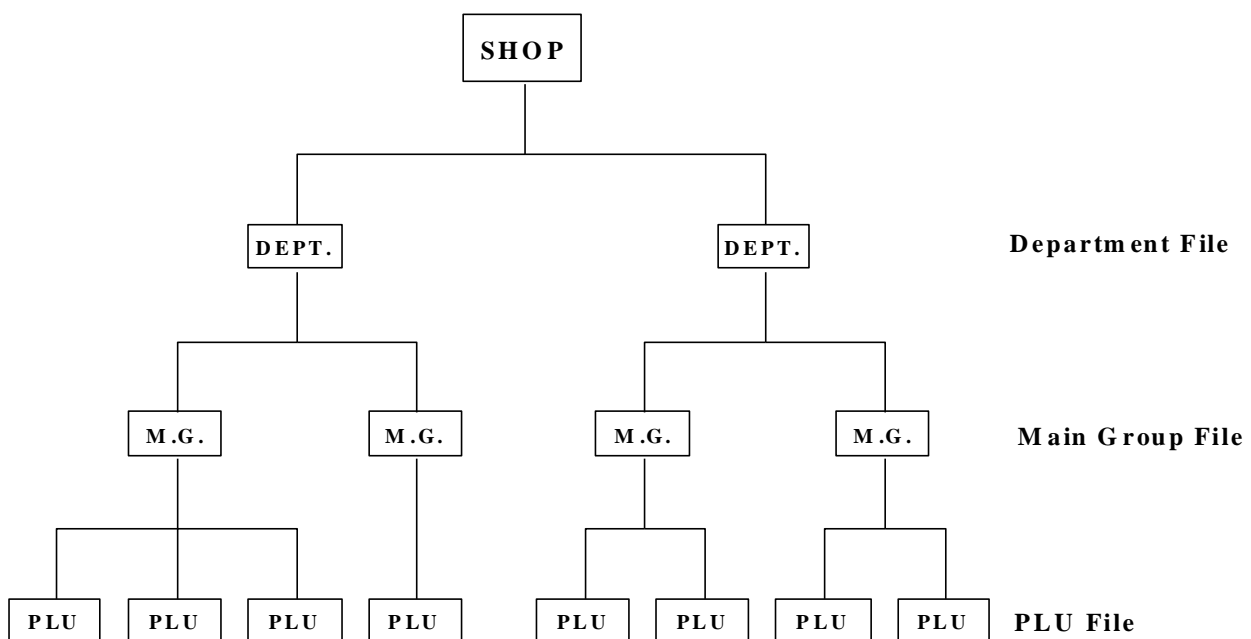 SHOP
DEPT. DEPT. Department File
M.G. M.G. M.G. M.G. Main Group File
PLU PLU PLU PLU PLU PLU PLU PLU PLU File